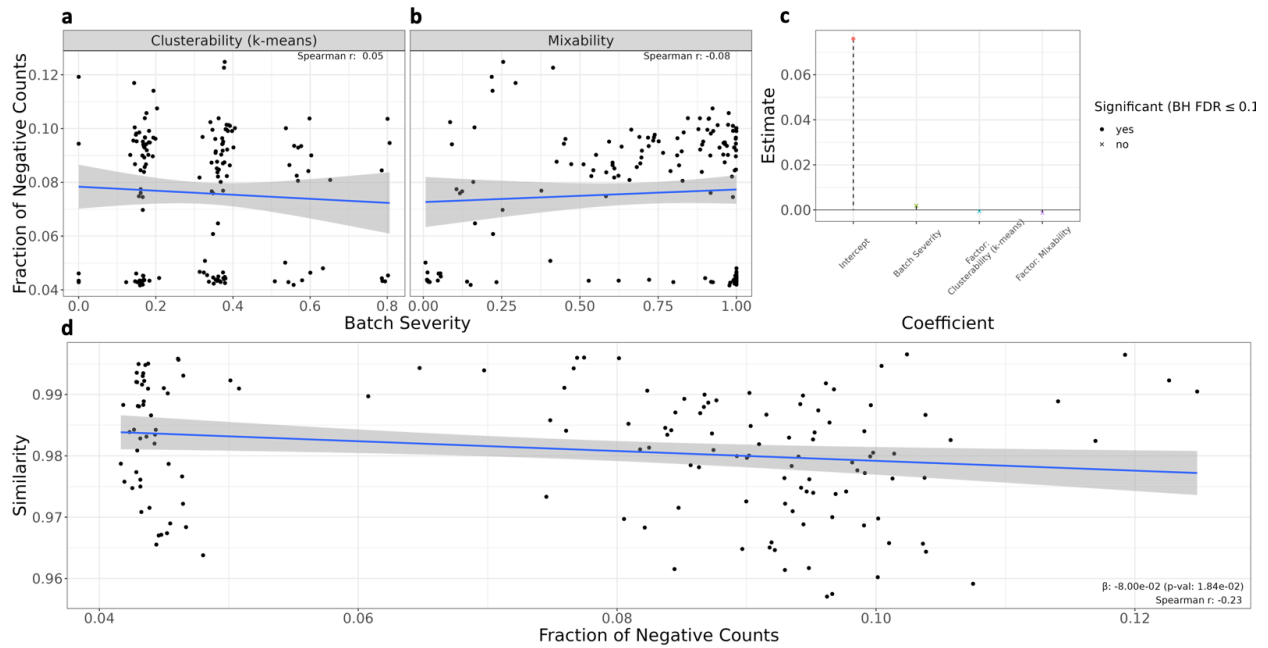 a
b
c
Clusterability (k-means)
Mixability
Spearman r: 0.05
Spearman r: -0.08
Fraction of Negative Counts
0.12
0.10
0.08
0.06
0.04
0.0
0.2
0.4
0.6
0.8
0.00
0.25
0.50
0.75
1.00
Batch Severity
Estimate
0.06
0.04
0.02
0.00
Intercept
Batch Severity
Factor:
Clusterability (k-means)
Factor: Mixability
Coefficient
Significant (BH FDR ≤ 0.1
yes
no
d
Similarity
0.99
0.98
0.97
0.96
0.04
0.06
0.08
0.10
0.12
Fraction of Negative Counts
β: -8.00e-02 (p-val: 1.84e-02)
Spearman r: -0.23